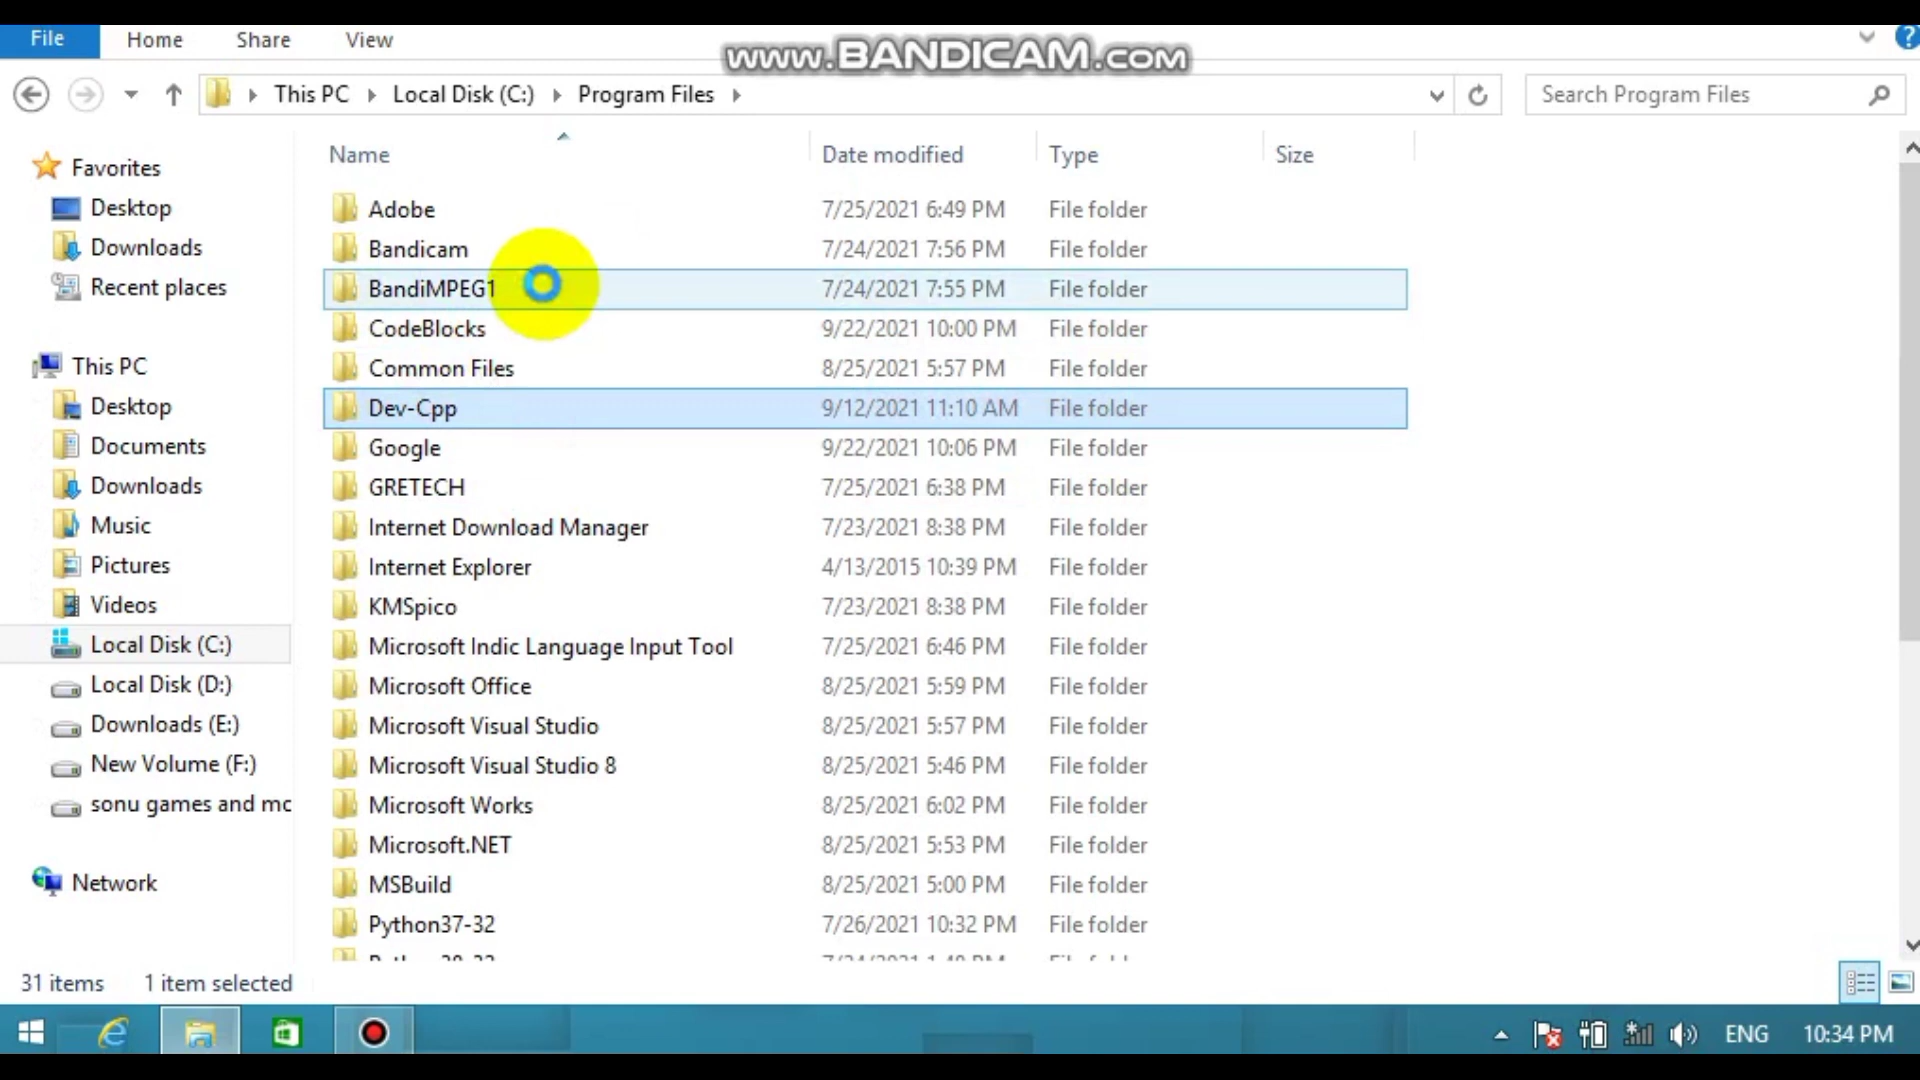 File Home Share View
www.BANDICAM.com
This PC Local Disk (C:) Program Files
Search Program Files
Name Date modified Type Size
Favorites
Desktop
Downloads
Recent places
This PC
Desktop
Documents
Downloads
Music
Pictures
Videos
Local Disk (C:)
Local Disk (D:)
Downloads (E:)
New Volume (F:)
sonu games and mc
Network
Adobe 7/25/2021 6:49 PM File folder
Bandicam 7/24/2021 7:56 PM File folder
BandiMPEG1 7/24/2021 7:55 PM File folder
CodeBlocks 9/22/2021 10:00 PM File folder
Common Files 8/25/2021 5:57 PM File folder
Dev-Cpp 9/12/2021 11:10 AM File folder
Google 9/22/2021 10:06 PM File folder
GRETECH 7/25/2021 6:38 PM File folder
Internet Download Manager 7/23/2021 8:38 PM File folder
Internet Explorer 4/13/2015 10:39 PM File folder
KMSpico 7/23/2021 8:38 PM File folder
Microsoft Indic Language Input Tool 7/25/2021 6:46 PM File folder
Microsoft Office 8/25/2021 5:59 PM File folder
Microsoft Visual Studio 8/25/2021 5:57 PM File folder
Microsoft Visual Studio 8 8/25/2021 5:46 PM File folder
Microsoft Works 8/25/2021 6:02 PM File folder
Microsoft.NET 8/25/2021 5:53 PM File folder
MSBuild 8/25/2021 5:00 PM File folder
Python37-32 7/26/2021 10:32 PM File folder
31 items 1 item selected
ENG 10:34 PM